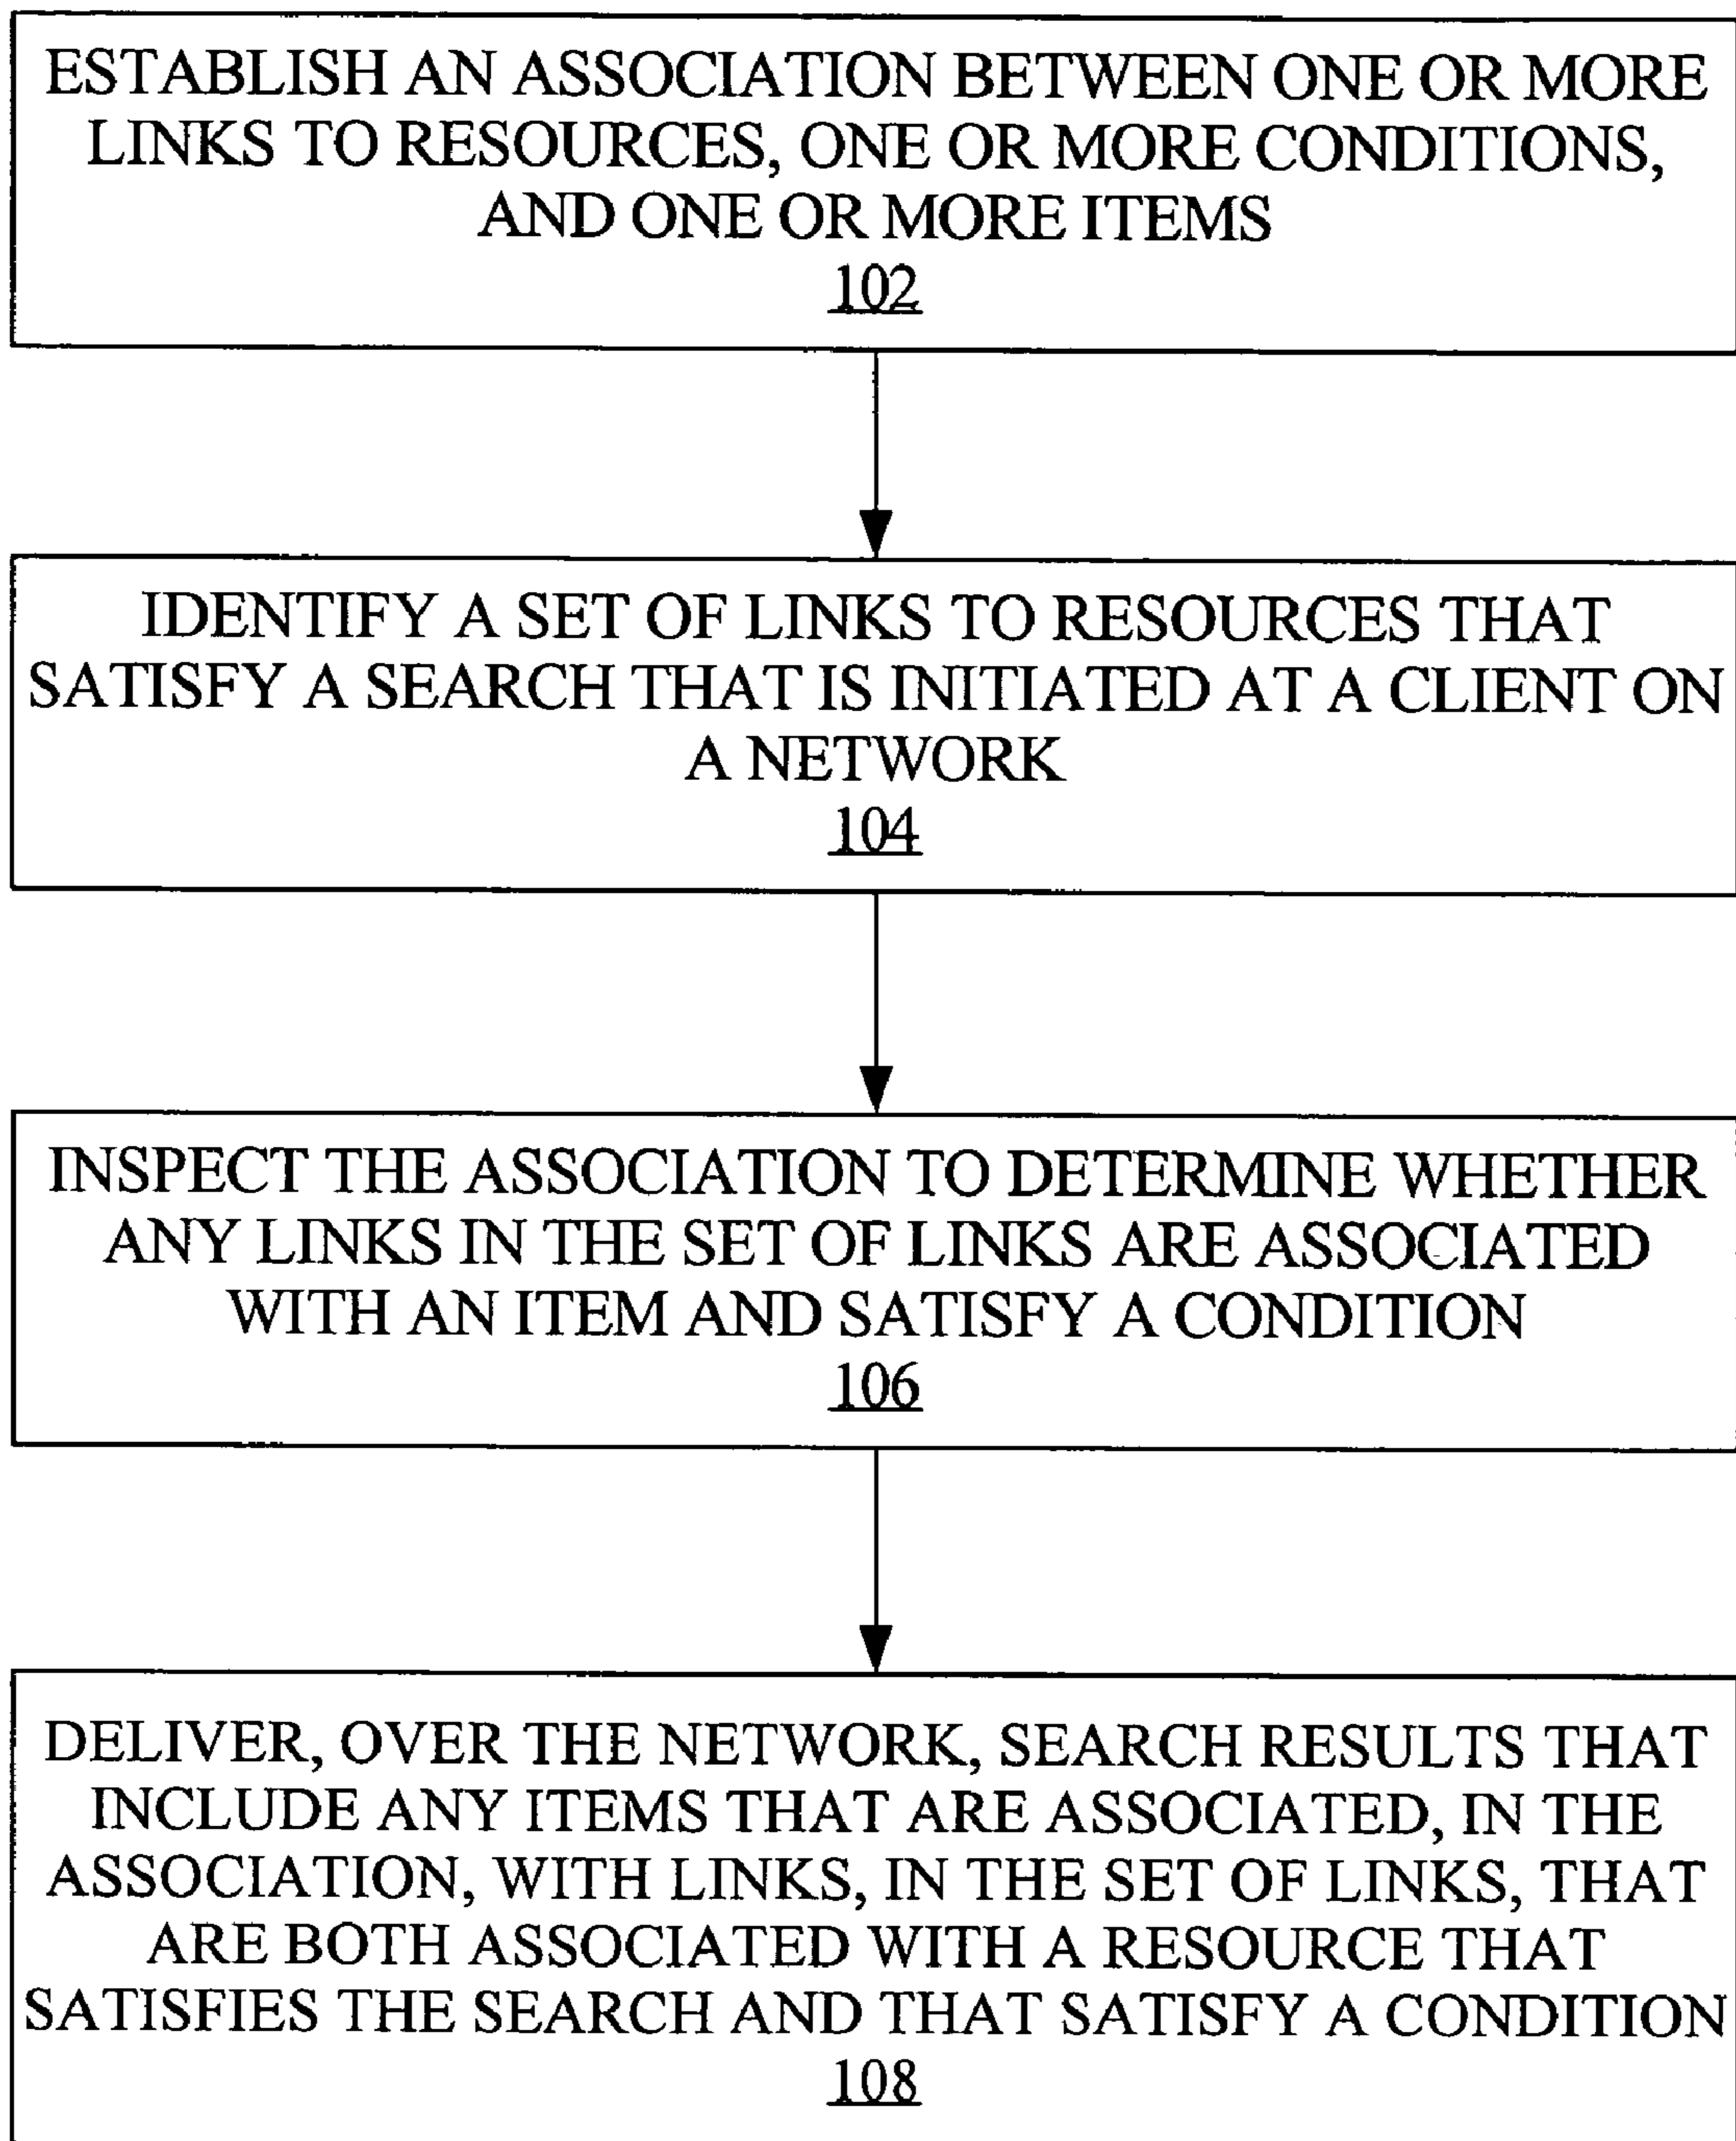 ESTABLISH AN ASSOCIATION BETWEEN ONE OR MORE
LINKS TO RESOURCES, ONE OR MORE CONDITIONS,
AND ONE OR MORE ITEMS
102
IDENTIFY A SET OF LINKS TO RESOURCES THAT
SATISFY A SEARCH THAT IS INITIATED AT A CLIENT ON
A NETWORK
104
INSPECT THE ASSOCIATION TO DETERMINE WHETHER
ANY LINKS IN THE SET OF LINKS ARE ASSOCIATED
WITH AN ITEM AND SATISFY A CONDITION
106
DELIVER, OVER THE NETWORK, SEARCH RESULTS THAT
INCLUDE ANY ITEMS THAT ARE ASSOCIATED, IN THE
ASSOCIATION, WITH LINKS, IN THE SET OF LINKS, THAT
ARE BOTH ASSOCIATED WITH A RESOURCE THAT
SATISFIES THE SEARCH AND THAT SATISFY A CONDITION
108